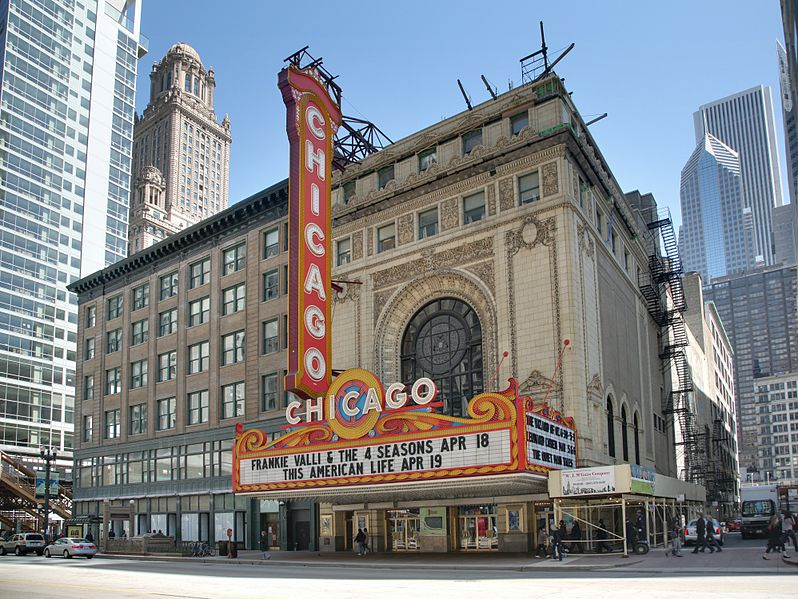 CHICAGO
CHICAGO
FRANKIE VALLI & THE 4 SEASONS APR 18
THIS AMERICAN LIFE APR 19